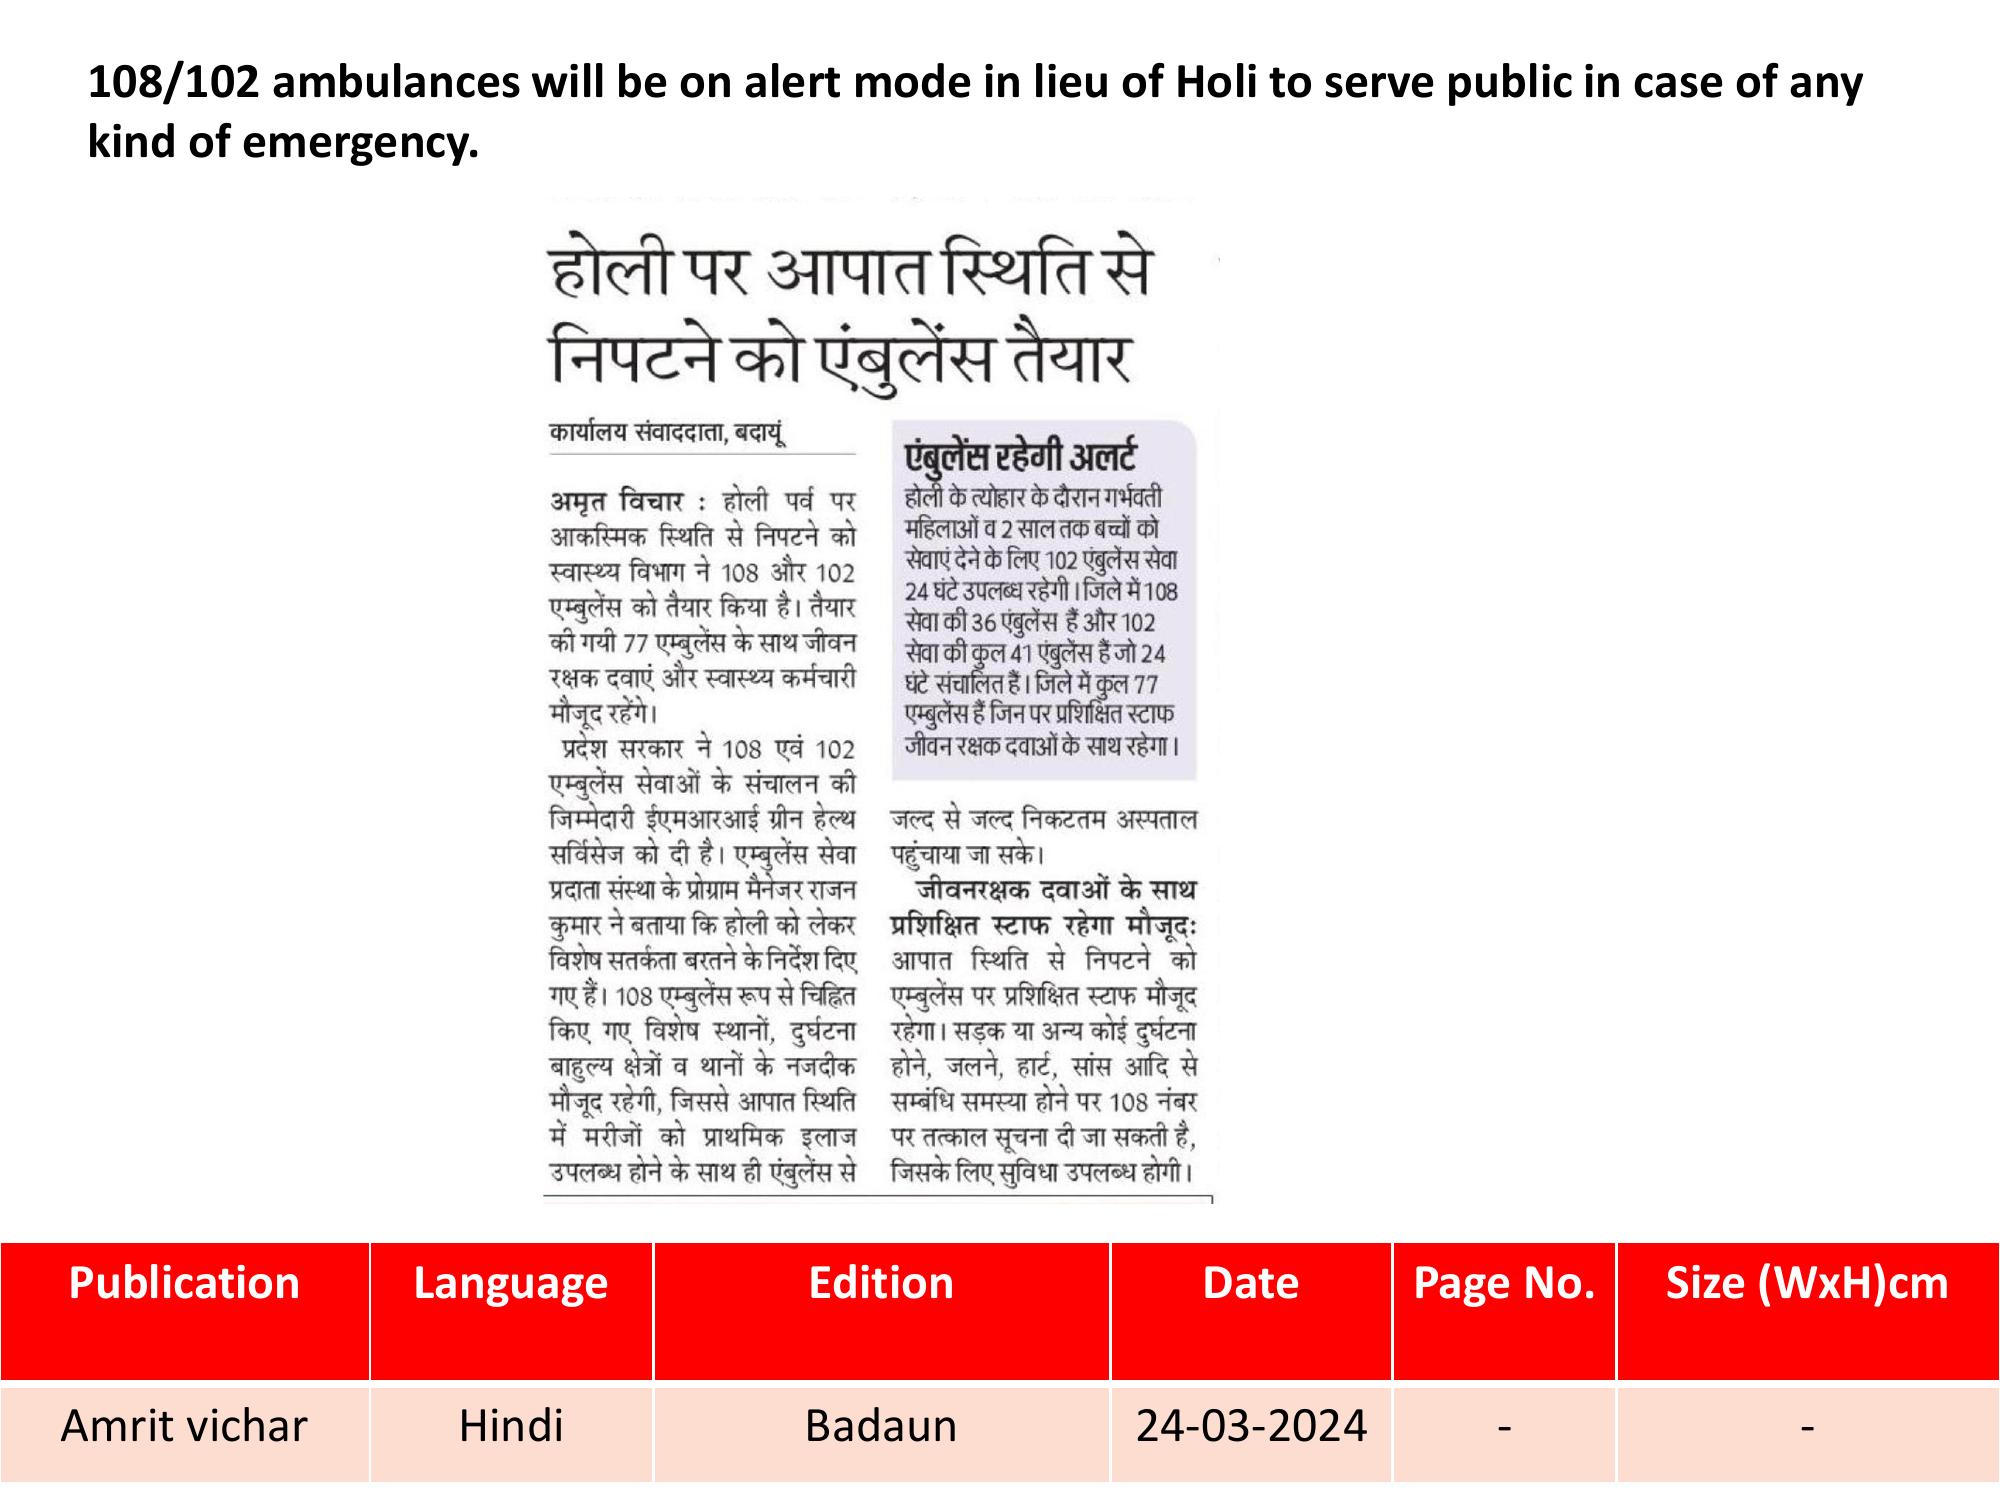 108/102 ambulances will be on alert mode in lieu of Holi to serve public in case of any
kind of emergency.
होली पर आपात स्थिति से
निपटने को एंबुलेंस तैयार
कार्यालय संवाददाता, बदायूं
अमृत विचार : होली पर्व पर
आकस्मिक स्थिति से निपटने को
स्वास्थ्य विभाग ने 108 और 102
एम्बुलेंस को तैयार किया है। तैयार
की गयी 77 एम्बुलेंस के साथ जीवन
रक्षक दवाएं और स्वास्थ्य कर्मचारी
मौजूद रहेंगे।
प्रदेश सरकार ने 108 एवं 102
एम्बुलेंस सेवाओं के संचालन की
जिम्मेदारी ईएमआरआई ग्रीन हेल्थ
सर्विसेज को दी है। एम्बुलेंस सेवा
प्रदाता संस्था के प्रोग्राम मैनेजर राजन
कुमार ने बताया कि होली को लेकर
विशेष सतर्कता बरतने के निर्देश दिए
गए हैं। 108 एम्बुलेंस रूप से चिह्नित
किए गए विशेष स्थानों, दुर्घटना
बाहुल्य क्षेत्रों व थानों के नजदीक
मौजूद रहेगी, जिससे आपात स्थिति
में मरीजों को प्राथमिक इलाज
उपलब्ध होने के साथ ही एंबुलेंस से
एंबुलेंस रहेगी अलर्ट
होली के त्योहार के दौरान गर्भवती
महिलाओं व 2 साल तक बच्चों को
सेवाएं देने के लिए 102 एंबुलेंस सेवा
24 घंटे उपलब्ध रहेगी। जिले में 108
सेवा की 36 एंबुलेंस हैं और 102
सेवा की कुल 41 एंबुलेंस हैं जो 24
घंटे संचालित हैं। जिले में कुल 77
एम्बुलेंस हैं जिन पर प्रशिक्षित स्टाफ
जीवन रक्षक दवाओं के साथ रहेगा।
जल्द से जल्द निकटतम अस्पताल
पहुंचाया जा सके।
जीवनरक्षक दवाओं के साथ
प्रशिक्षित स्टाफ रहेगा मौजूदः
आपात स्थिति से निपटने को
एम्बुलेंस पर प्रशिक्षित स्टाफ मौजूद
रहेगा। सड़क या अन्य कोई दुर्घटना
होने, जलने, हार्ट, सांस आदि से
सम्बंधि समस्या होने पर 108 नंबर
पर तत्काल सूचना दी जा सकती है,
जिसके लिए सुविधा उपलब्ध होगी।
Publication Language Edition Date Page No. Size (WxH)cm
Amrit vichar Hindi Badaun 24-03-2024 - -